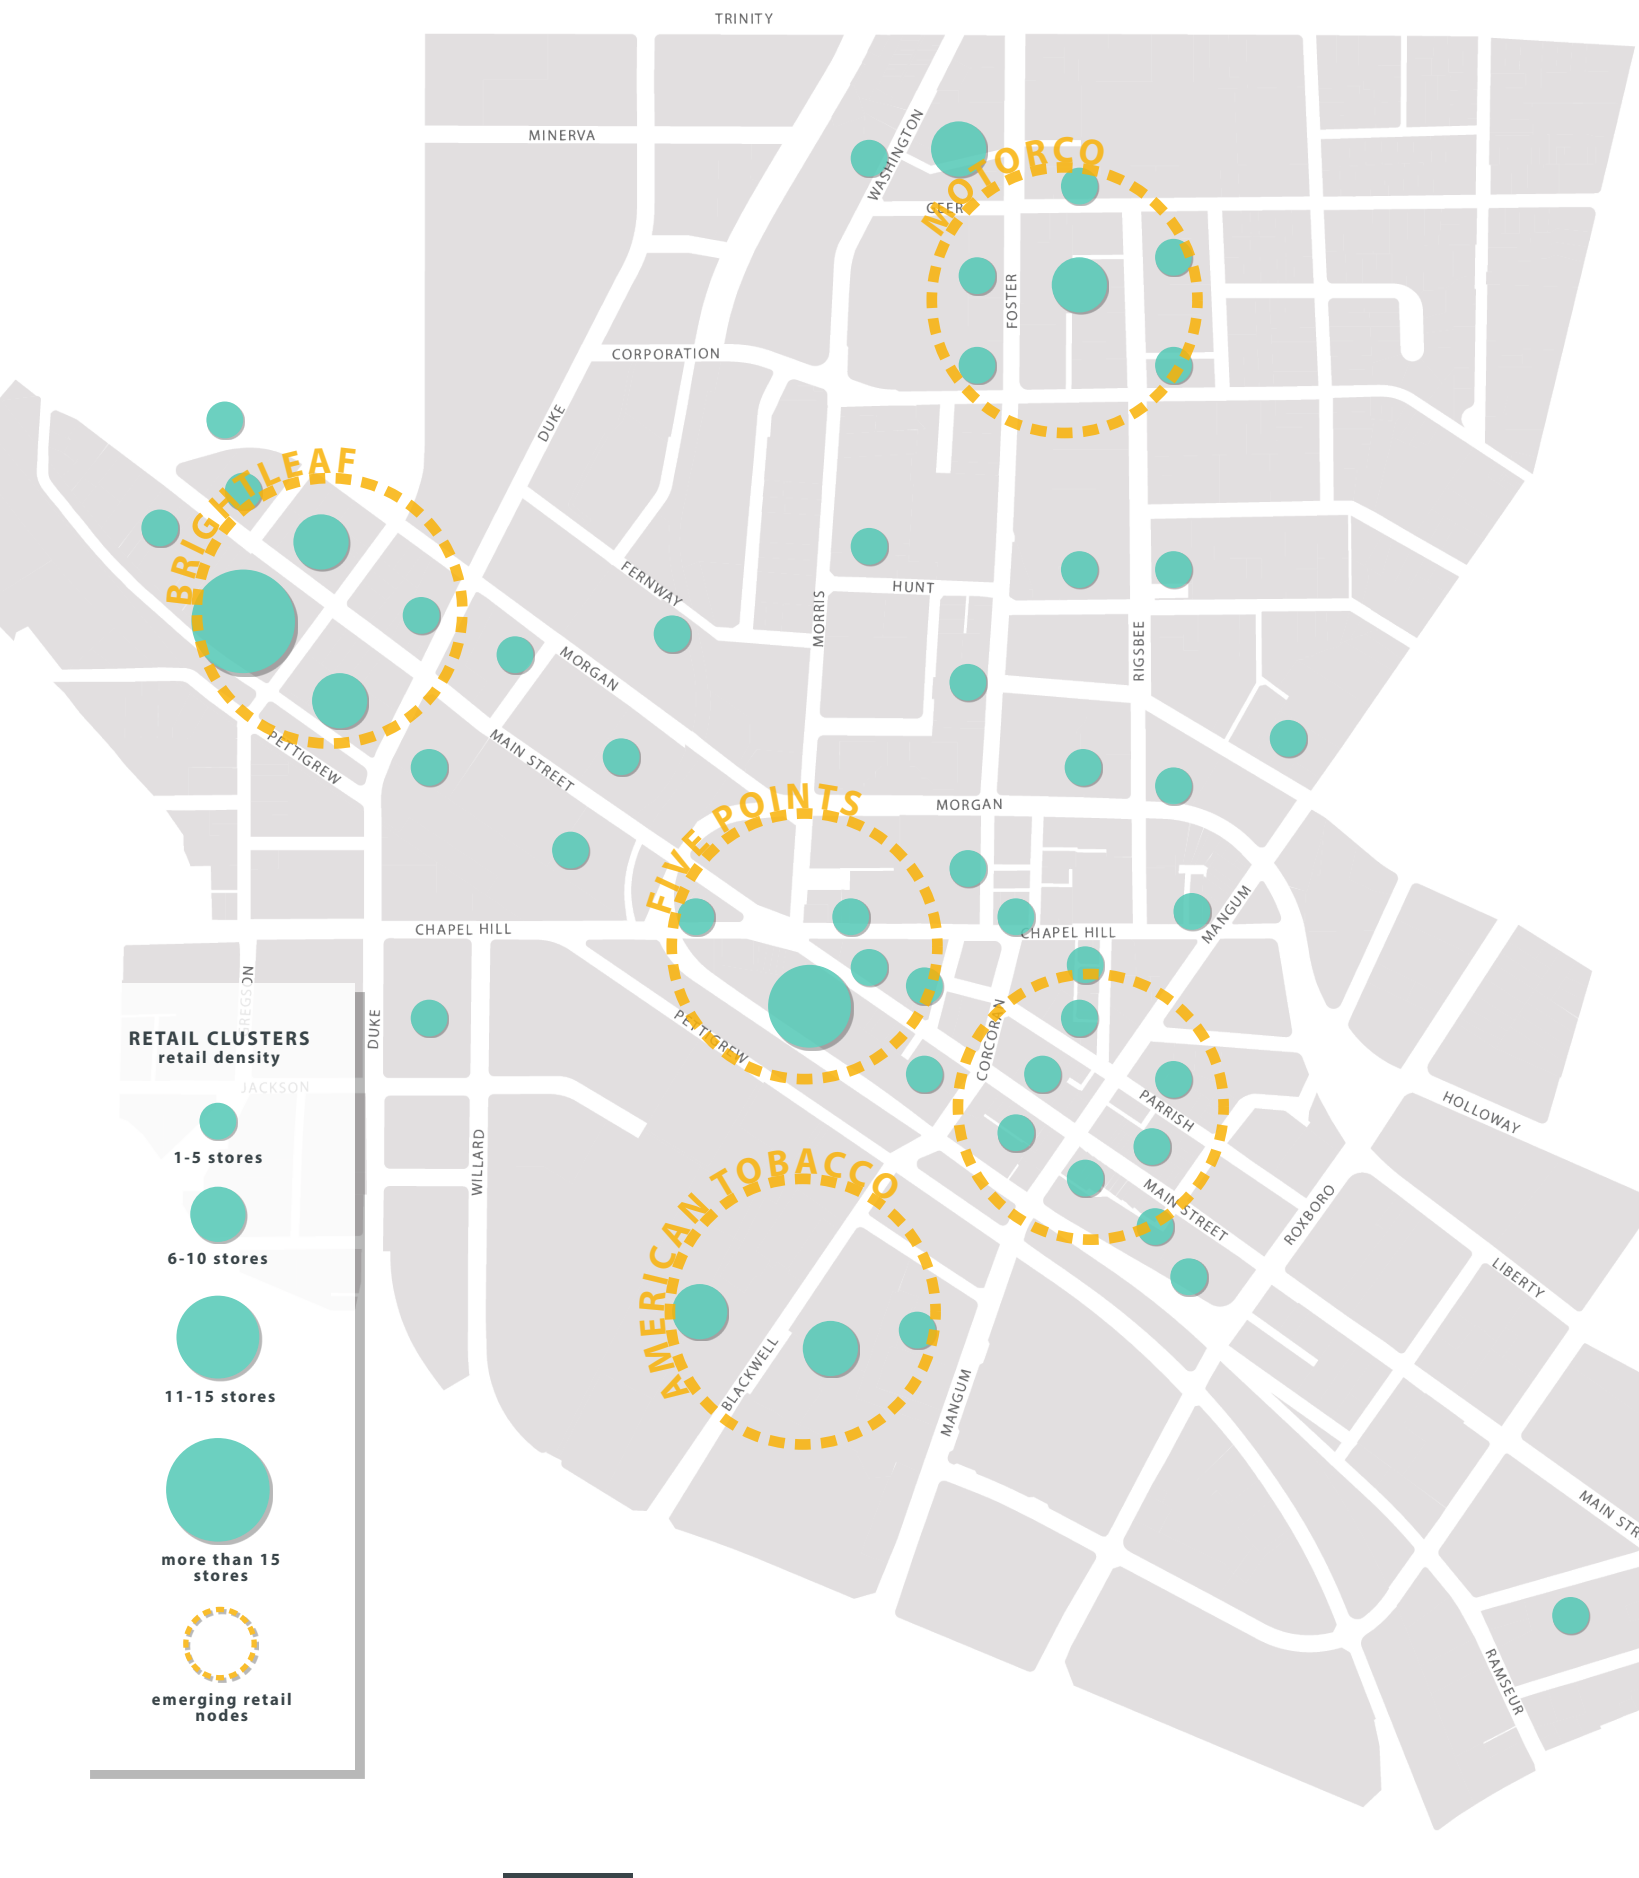 TRINITY
MINERVA
WASHINGTON
MOTORCO
GEER
FOSTER
CORPORATION
DUKE
BRIGHTLEAF
FERNWAY
HUNT
MORRIS
RIGSBEE
MORGAN
PETTIGREW
MAIN STREET
MORGAN
FIVE POINTS
MANGUM
CHAPEL HILL
CHAPEL HILL
GREGSON
DUKE
PETTIGREW
CORCORAN
JACKSON
PARRISH
HOLLOWAY
WILLARD
AMERICAN TOBACCO
MAIN STREET
ROXBORO
LIBERTY
BLACKWELL
MANGUM
MAIN STR
RAMSEUR
RETAIL CLUSTERS
retail density
1-5 stores
6-10 stores
11-15 stores
more than 15
stores
emerging retail
nodes